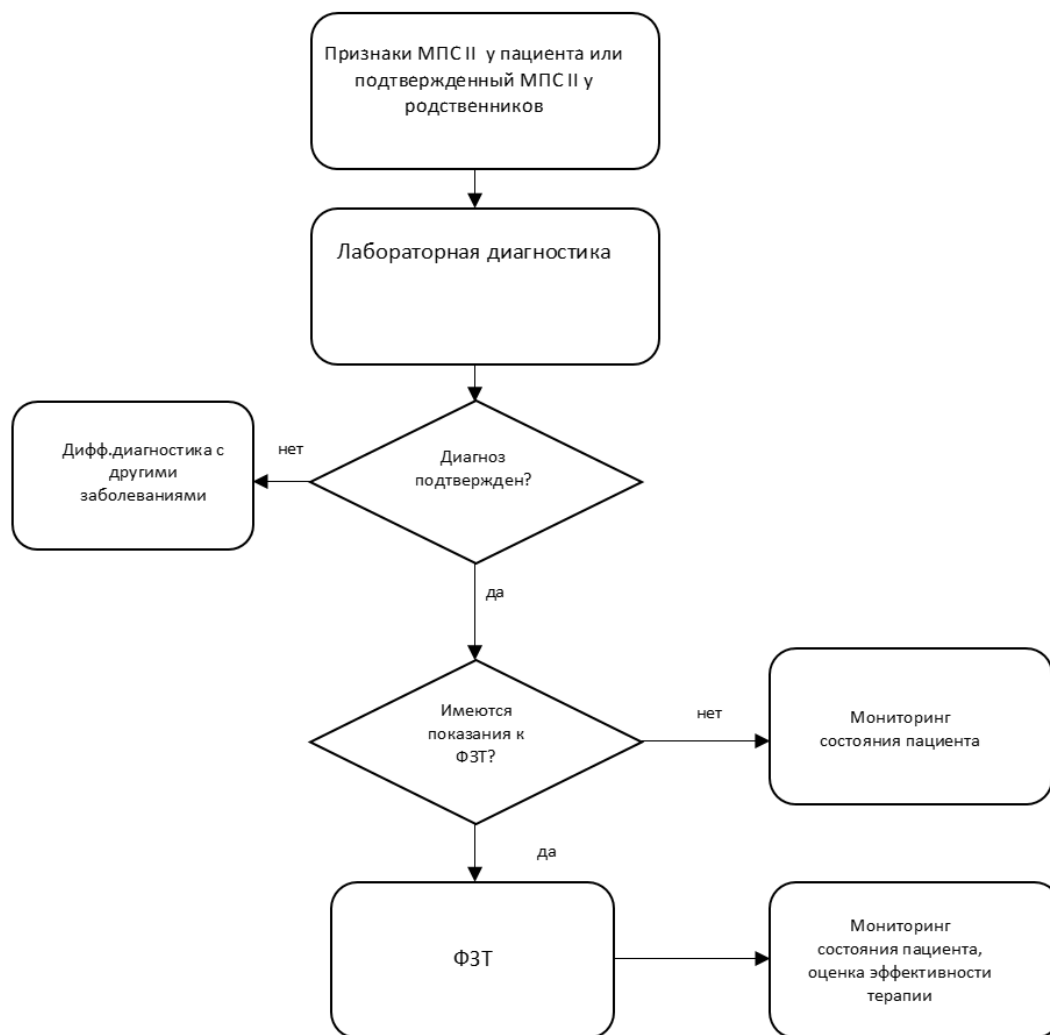 Признаки МПС II у пациента или
подтвержденный МПС II у
родственников
Лабораторная диагностика
Дифф.диагностика с
другими
заболеваниями
нет
Диагноз
подтвержден?
да
Имеются
показания к
ФЗТ?
нет
Мониторинг
состояния пациента
да
ФЗТ
Мониторинг
состояния пациента,
оценка эффективности
терапии